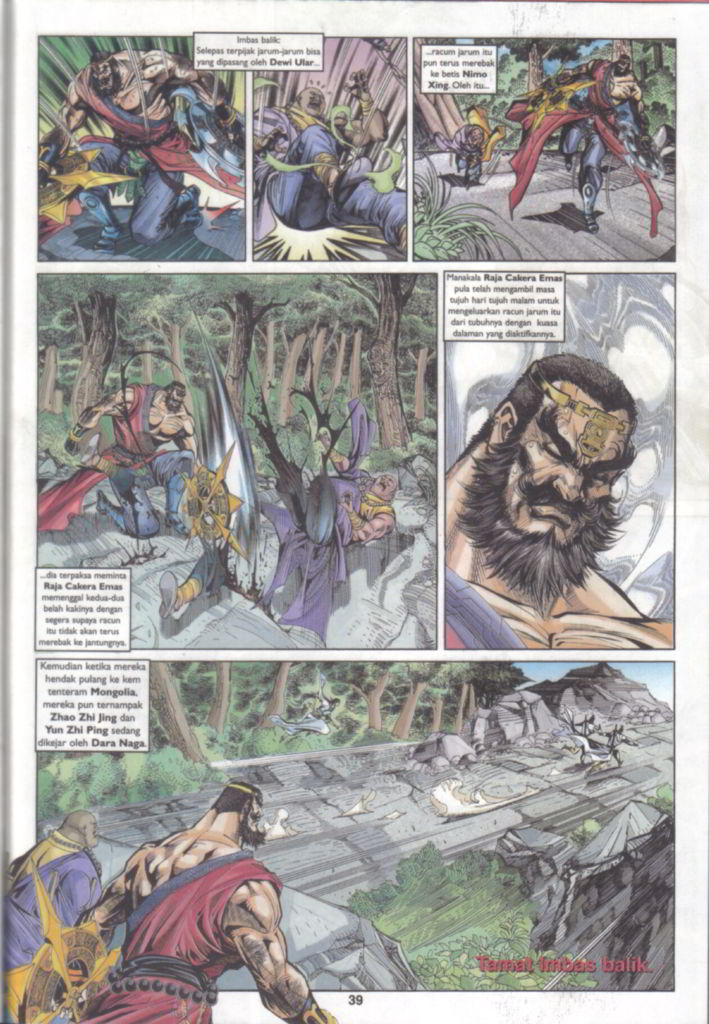 Imbas balik:
Selepas terpijak jarum-jarum bisa
yang dipasang oleh Dewi Ular...
...racum jarum itu
pun terus merebak
ke betis Nimo
Xing. Oleh itu...
...dia terpaksa meminta
Raja Cakera Emas
memenggal kedua-dua
belah kakinya dengan
segera supaya racun
itu tidak akan terus
merebak ke jantungnya.
Manakala Raja Cakera Emas
pula telah mengambil masa
tujuh hari tujuh malam untuk
mengeluarkan racun jarum itu
dari tubuhnya dengan kuasa
dalaman yang diaktifkannya.
Kemudian ketika mereka
hendak pulang ke kem
tenteram Mongolia,
mereka pun ternampak
Zhao Zhi Jing dan
Yun Zhi Ping sedang
dikejar oleh Dara Naga.
Tamat imbas balik.
39